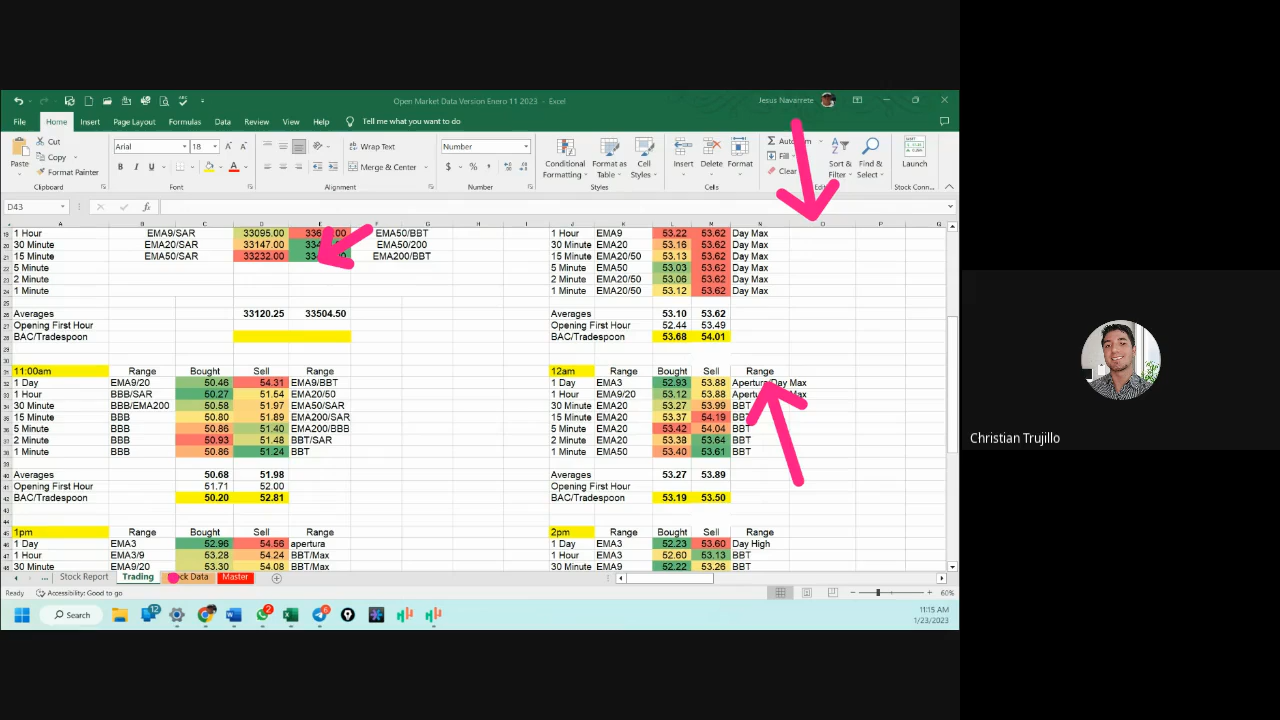 Open Market Data Version Enero 11 2023 - Excel
Jesus Navarrete
File Home Insert Page Layout Formulas Data Review View Help Tell me what you want to do
Paste Cut Copy Format Painter Clipboard
Arial 18 Font
Wrap Text Merge & Center Alignment
Number Number
Conditional Formatting Format as Table Cell Styles Styles
Insert Delete Format Cells
Fill Clear Sort & Filter Find & Select
Launch Stock Conn...
D43
A B C D E F G H I J K L M N O P Q
1 Hour EMA9/SAR 33095.00 EMA50/BBT 1 Hour EMA9 53.22 53.62 Day Max
30 Minute EMA20/SAR 33147.00 EMA50/200 30 Minute EMA20 53.16 53.62 Day Max
15 Minute EMA50/SAR 33232.00 EMA200/BBT 15 Minute EMA20/50 53.13 53.62 Day Max
5 Minute 5 Minute EMA50 53.03 53.62 Day Max
2 Minute 2 Minute EMA20/50 53.06 53.62 Day Max
1 Minute 1 Minute EMA20/50 53.12 53.62 Day Max
Averages 33120.25 33504.50 Averages 53.10 53.62
Opening First Hour Opening First Hour 52.44 53.49
BAC/Tradespoon BAC/Tradespoon 53.68 54.01
11:00am Range Bought Sell Range 12am Range Bought Sell Range
1 Day EMA9/20 50.46 54.31 EMA9/BBT 1 Day EMA3 52.93 53.88 Apertura/Day Max
1 Hour BBB/SAR 50.27 51.54 EMA20/50 1 Hour EMA9/20 53.12 53.88
30 Minute BBB/EMA200 50.58 51.97 EMA50/SAR 30 Minute EMA20 53.27 53.99 BBT
15 Minute BBB 50.80 51.89 EMA200/SAR 15 Minute EMA20 53.37 54.19
5 Minute BBB 50.86 51.40 EMA200/BBB 5 Minute EMA20 53.42 54.04 BBT
2 Minute BBB 50.93 51.48 BBT/SAR 2 Minute EMA20 53.38 53.64 BBT
1 Minute BBB 50.86 51.24 BBT 1 Minute EMA50 53.40 53.61 BBT
Averages 50.68 51.98 Averages 53.27 53.89
Opening First Hour 51.71 52.00 Opening First Hour
BAC/Tradespoon 50.20 52.81 BAC/Tradespoon 53.19 53.50
1pm Range Bought Sell Range 2pm Range Bought Sell Range
1 Day EMA3 52.96 54.56 apertura 1 Day EMA3 52.23 53.60 Day High
1 Hour EMA3/9 53.28 54.24 BBT/Max 1 Hour EMA3 52.60 53.13 BBT
30 Minute EMA9/20 53.30 54.08 BBT 30 Minute EMA9 52.22 53.26 BBT
... Stock Report Trading Data Master
Ready Accessibility: Good to go 60%
Search 12 2 6
11:15 AM
1/23/2023
Christian Trujillo